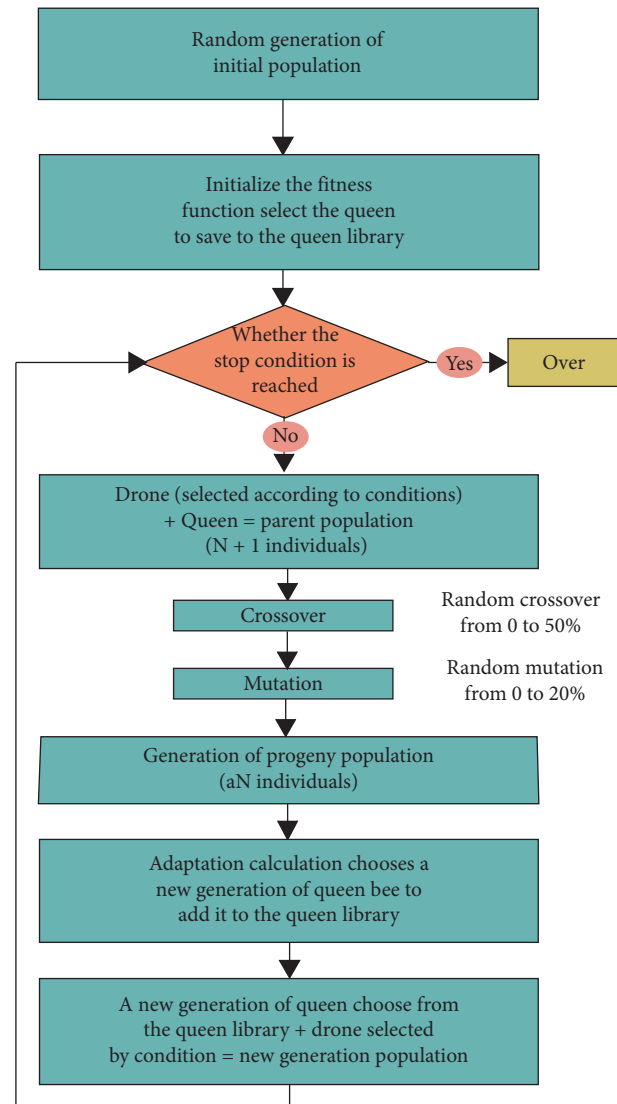 Random generation of
initial population
Initialize the fitness
function select the queen
to save to the queen library
Whether the
stop condition is
reached
Yes
Over
No
Drone (selected according to conditions)
+ Queen = parent population
(N + 1 individuals)
Crossover
Random crossover
from 0 to 50%
Mutation
Random mutation
from 0 to 20%
Generation of progeny population
(aN individuals)
Adaptation calculation chooses a
new generation of queen bee to
add it to the queen library
A new generation of queen choose from
the queen library + drone selected
by condition = new generation population